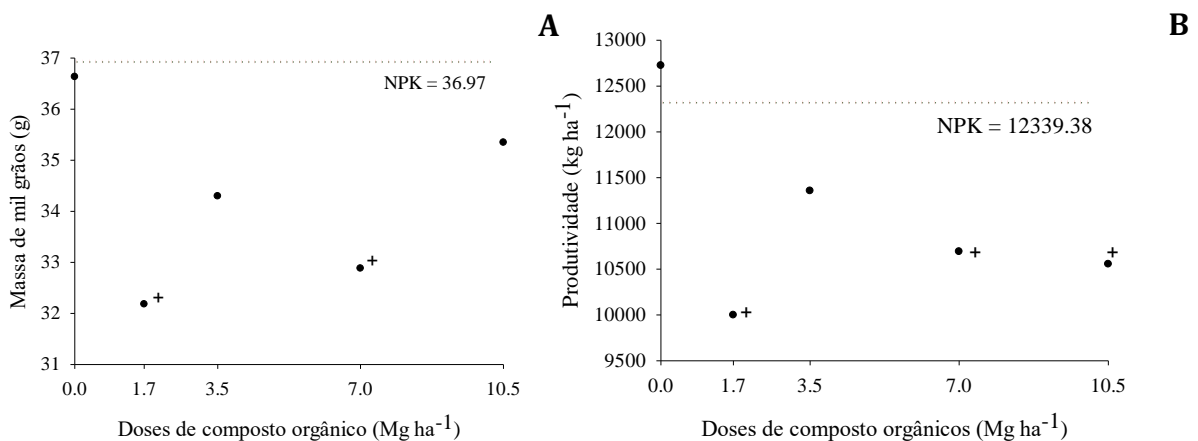 A
Massa de mil grãos (g)
37
36
35
34
33
32
31
NPK = 36.97
+
+
0.0 1.7 3.5 7.0 10.5
Doses de composto orgânico (Mg ha-1)
B
Produtividade (kg ha-1)
13000
12500
12000
11500
11000
10500
10000
9500
NPK = 12339.38
+
+
+
0.0 1.7 3.5 7.0 10.5
Doses de composto orgânicos (Mg ha-1)